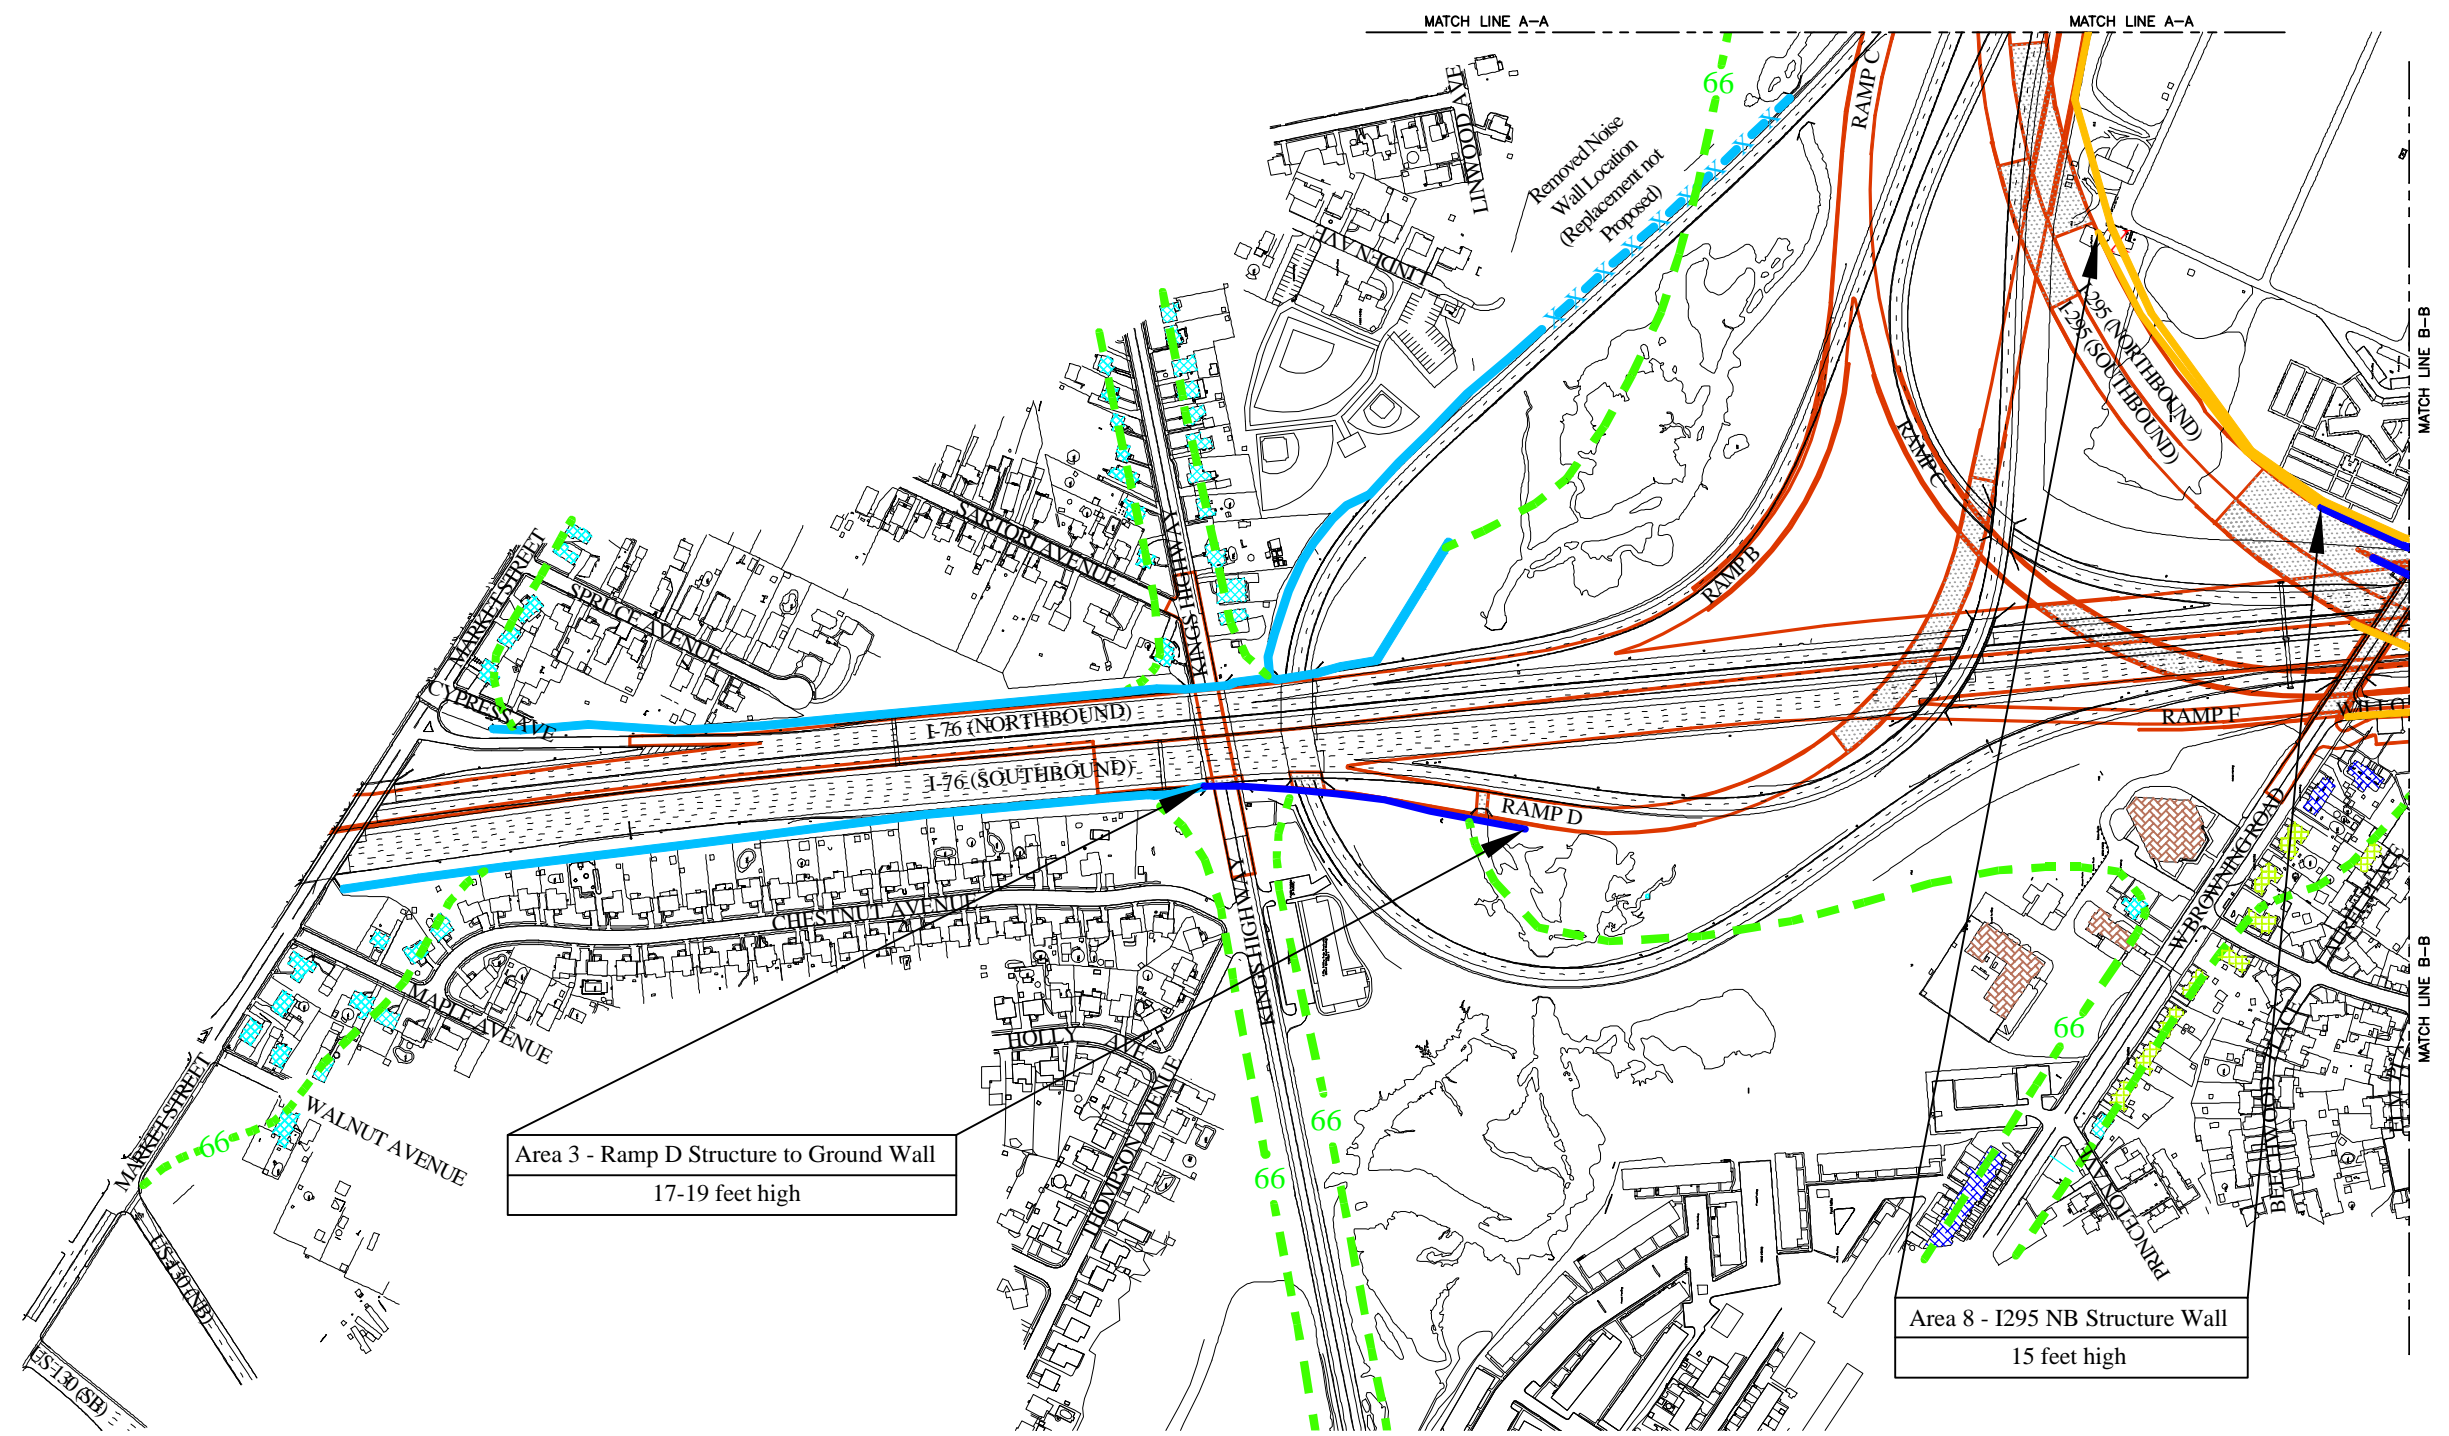 MATCH LINE A-A
MATCH LINE A-A
66
RAMP C
LINWOOD AVE
Removed Noise
Wall Location
(Replacement not
Proposed)
LINDEN AVE
I-295 (NORTHBOUND)
I-295 (SOUTHBOUND)
MATCH LINE B-B
RAMP C
SARTORI AVENUE
KINGS HIGHWAY
MARKET STREET
SPRUCE AVENUE
RAMP B
CYPRESS AVE
I-76 (NORTHBOUND)
I-76 (SOUTHBOUND)
RAMP F
RAMP D
W BROWNING ROAD
CHESTNUT AVENUE
KINGS HIGHWAY
MAPLE AVENUE
HOLLY AVE
66
MATCH LINE B-B
BEECHWOOD PLACE
MARKET STREET
WALNUT AVENUE
66
66
66
THOMPSON AVENUE
PRINCETON AVE
Area 3 - Ramp D Structure to Ground Wall
17-19 feet high
US-130 (NB)
US-130 (SB)
Area 8 - I295 NB Structure Wall
15 feet high